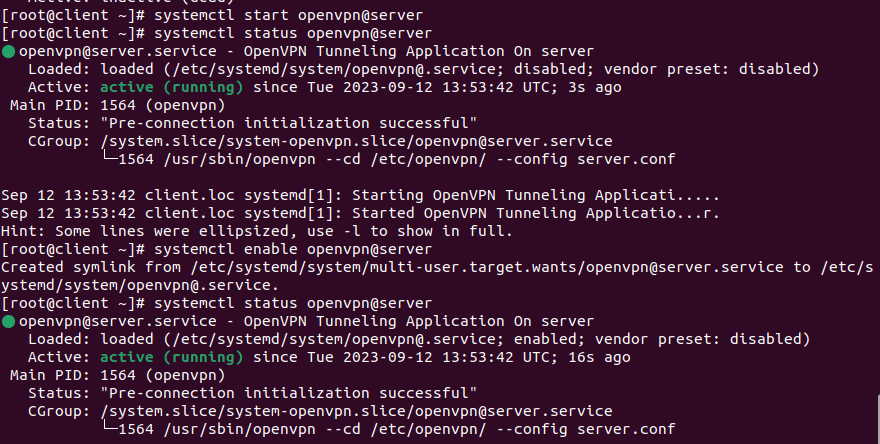 Active: inactive (dead)
[root@client ~]# systemctl start openvpn@server
[root@client ~]# systemctl status openvpn@server
● openvpn@server.service - OpenVPN Tunneling Application On server
   Loaded: loaded (/etc/systemd/system/openvpn@.service; disabled; vendor preset: disabled)
   Active: active (running) since Tue 2023-09-12 13:53:42 UTC; 3s ago
 Main PID: 1564 (openvpn)
   Status: "Pre-connection initialization successful"
   CGroup: /system.slice/system-openvpn.slice/openvpn@server.service
           └─1564 /usr/sbin/openvpn --cd /etc/openvpn/ --config server.conf
Sep 12 13:53:42 client.loc systemd[1]: Starting OpenVPN Tunneling Applicati.....
Sep 12 13:53:42 client.loc systemd[1]: Started OpenVPN Tunneling Applicatio...r.
Hint: Some lines were ellipsized, use -l to show in full.
[root@client ~]# systemctl enable openvpn@server
Created symlink from /etc/systemd/system/multi-user.target.wants/openvpn@server.service to /etc/s
ystemd/system/openvpn@.service.
[root@client ~]# systemctl status openvpn@server
● openvpn@server.service - OpenVPN Tunneling Application On server
   Loaded: loaded (/etc/systemd/system/openvpn@.service; enabled; vendor preset: disabled)
   Active: active (running) since Tue 2023-09-12 13:53:42 UTC; 16s ago
 Main PID: 1564 (openvpn)
   Status: "Pre-connection initialization successful"
   CGroup: /system.slice/system-openvpn.slice/openvpn@server.service
           └─1564 /usr/sbin/openvpn --cd /etc/openvpn/ --config server.conf